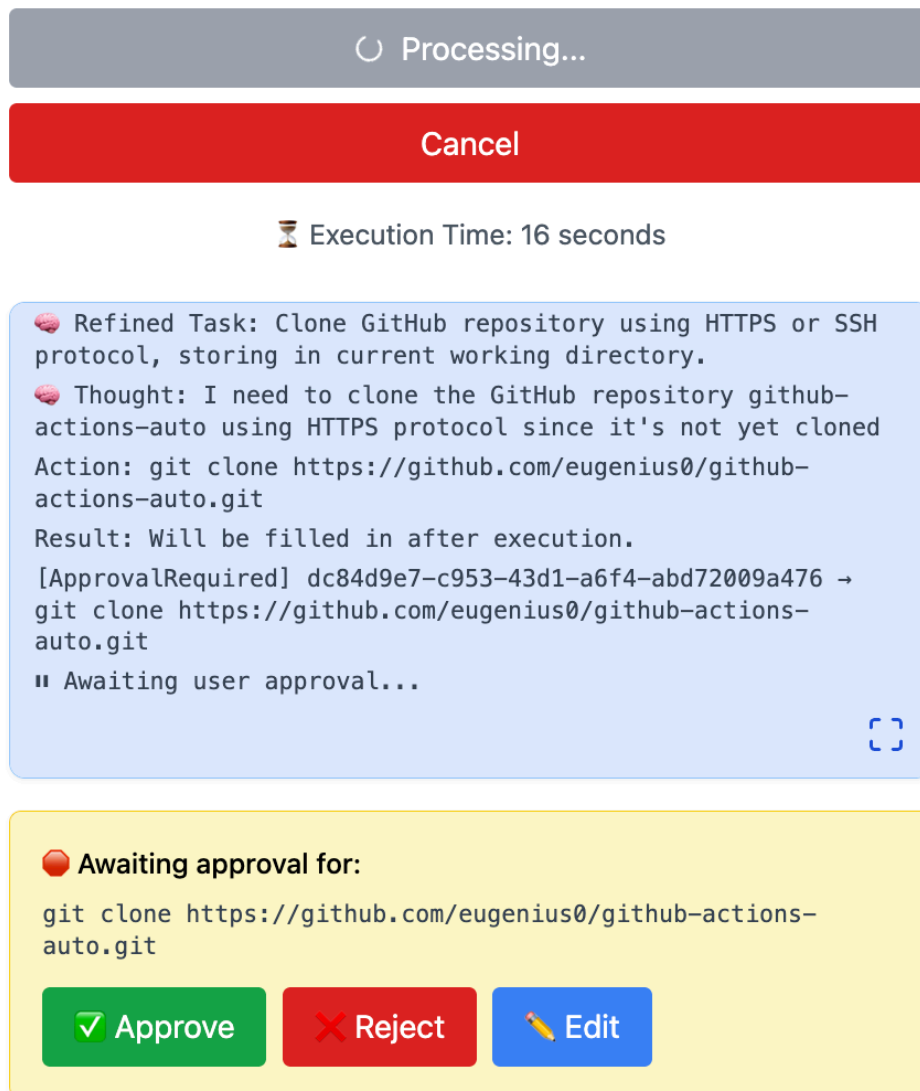 Processing...
Cancel
⏳ Execution Time: 16 seconds
🧠 Refined Task: Clone GitHub repository using HTTPS or SSH
protocol, storing in current working directory.
🧠 Thought: I need to clone the GitHub repository github-
actions-auto using HTTPS protocol since it's not yet cloned
Action: git clone https://github.com/eugenius0/github-
actions-auto.git
Result: Will be filled in after execution.
[ApprovalRequired] dc84d9e7-c953-43d1-a6f4-abd72009a476 →
git clone https://github.com/eugenius0/github-actions-
auto.git
⏸ Awaiting user approval...
🛑 Awaiting approval for:
git clone https://github.com/eugenius0/github-actions-
auto.git
✅ Approve ❌ Reject ✏️ Edit